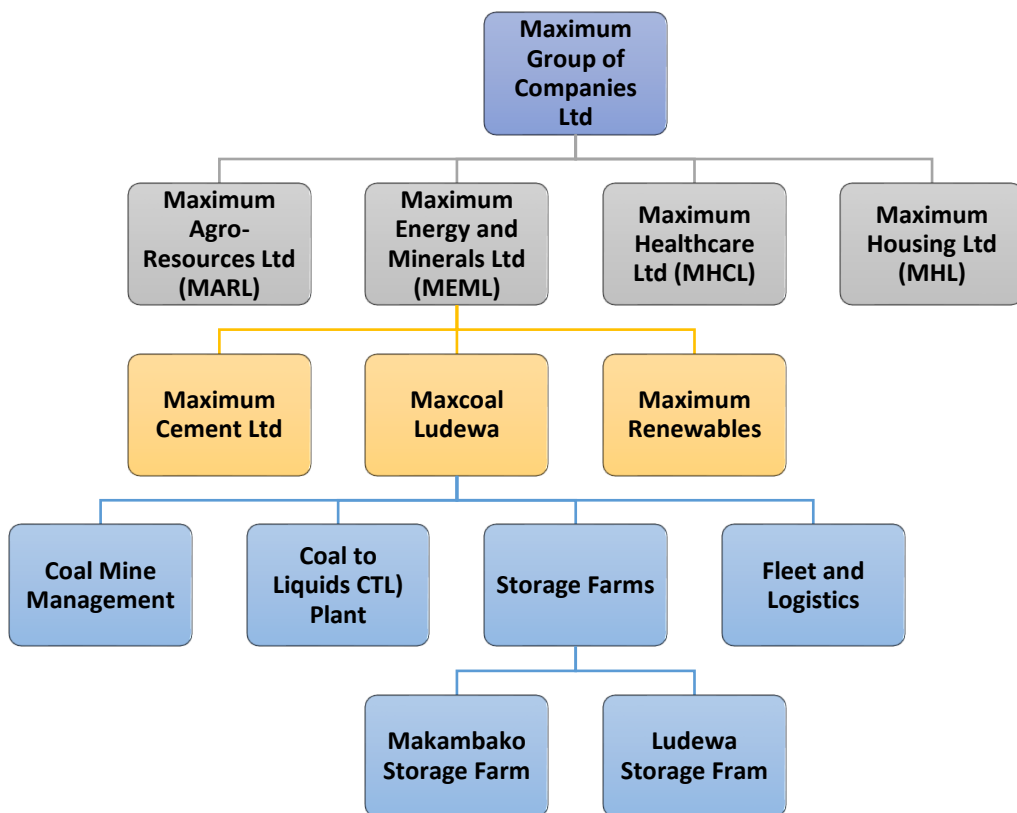 Maximum
Group of
Companies
Ltd
Maximum
Agro-
Resources Ltd
(MARL)
Maximum
Energy and
Minerals Ltd
(MEML)
Maximum
Healthcare
Ltd (MHCL)
Maximum
Housing Ltd
(MHL)
Maximum
Cement Ltd
Maxcoal
Ludewa
Maximum
Renewables
Coal Mine
Management
Coal to
Liquids CTL)
Plant
Storage Farms
Fleet and
Logistics
Makambako
Storage Farm
Ludewa
Storage Fram